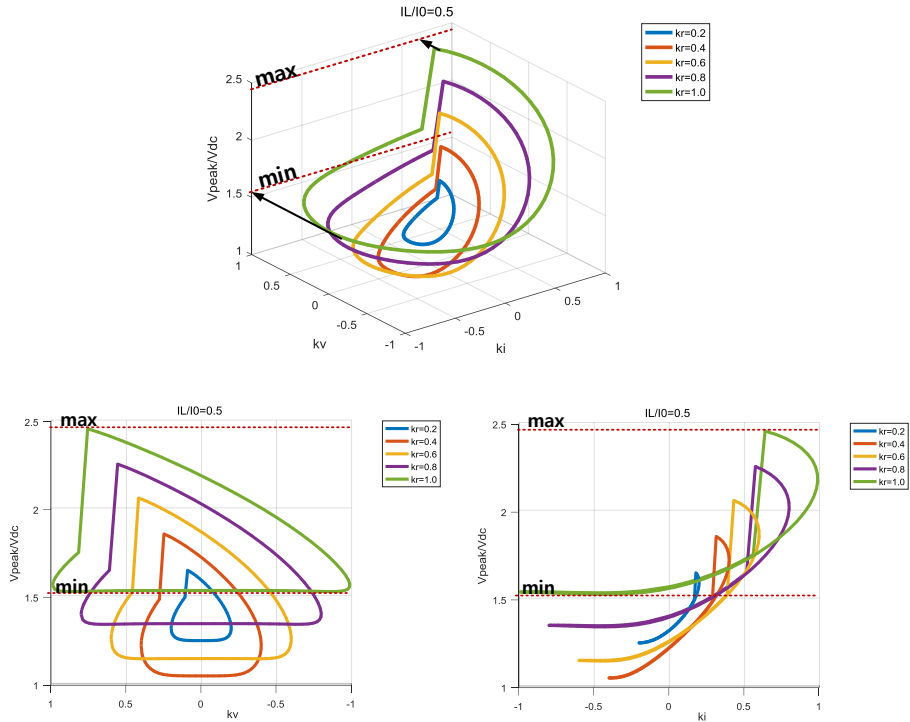 IL/I0=0.5
kr=0.2
kr=0.4
kr=0.6
kr=0.8
kr=1.0
max
min
Vpeak/Vdc
2.5
2
1.5
1
1
0.5
0
-0.5
-1
kv
-1
-0.5
0
0.5
1
ki
IL/I0=0.5
max
min
kr=0.2
kr=0.4
kr=0.6
kr=0.8
kr=1.0
Vpeak/Vdc
2.5
2
1.5
1
1
0.5
0
-0.5
-1
kv
IL/I0=0.5
max
min
kr=0.2
kr=0.4
kr=0.6
kr=0.8
kr=1.0
Vpeak/Vdc
2.5
2
1.5
1
-1
-0.5
0
0.5
1
ki